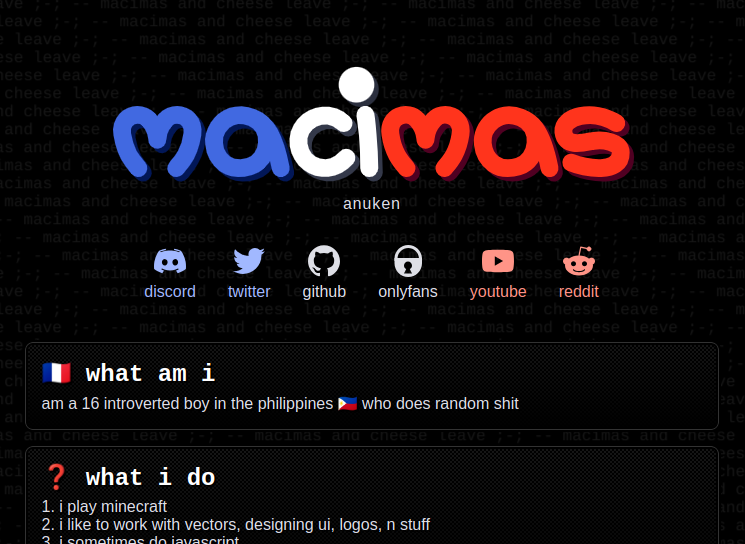 macimas
anuken
discord twitter github onlyfans youtube reddit
what am i
am a 16 introverted boy in the philippines 🇵🇭 who does random shit
what i do
1. i play minecraft
2. i like to work with vectors, designing ui, logos, n stuff
3. i sometimes do javascript